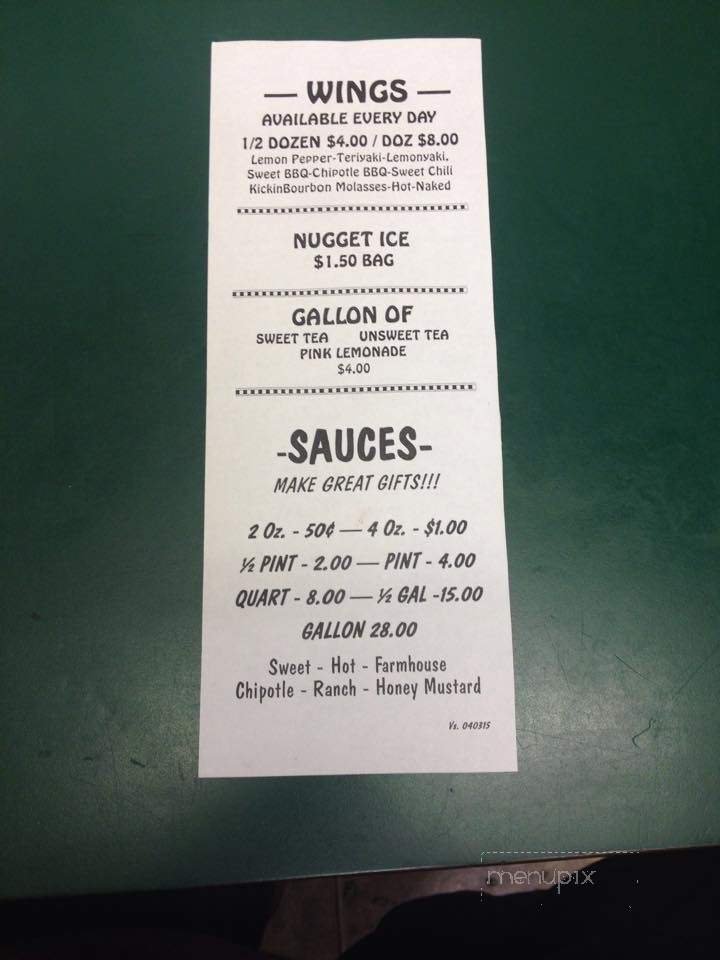 — WINGS —
AVAILABLE EVERY DAY
1/2 DOZEN $4.00 / DOZ $8.00
Lemon Pepper-Teriyaki-Lemonyaki,
Sweet BBQ-Chipotle BBQ-Sweet Chili
KickinBourbon Molasses-Hot-Naked
NUGGET ICE
$1.50 BAG
GALLON OF
SWEET TEA UNSWEET TEA
PINK LEMONADE
$4.00
-SAUCES-
MAKE GREAT GIFTS!!!
2 Oz. - 50¢ — 4 Oz. - $1.00
½ PINT - 2.00 — PINT - 4.00
QUART - 8.00 — ½ GAL -15.00
GALLON 28.00
Sweet - Hot - Farmhouse
Chipotle - Ranch - Honey Mustard
Vs. 040315
menupix